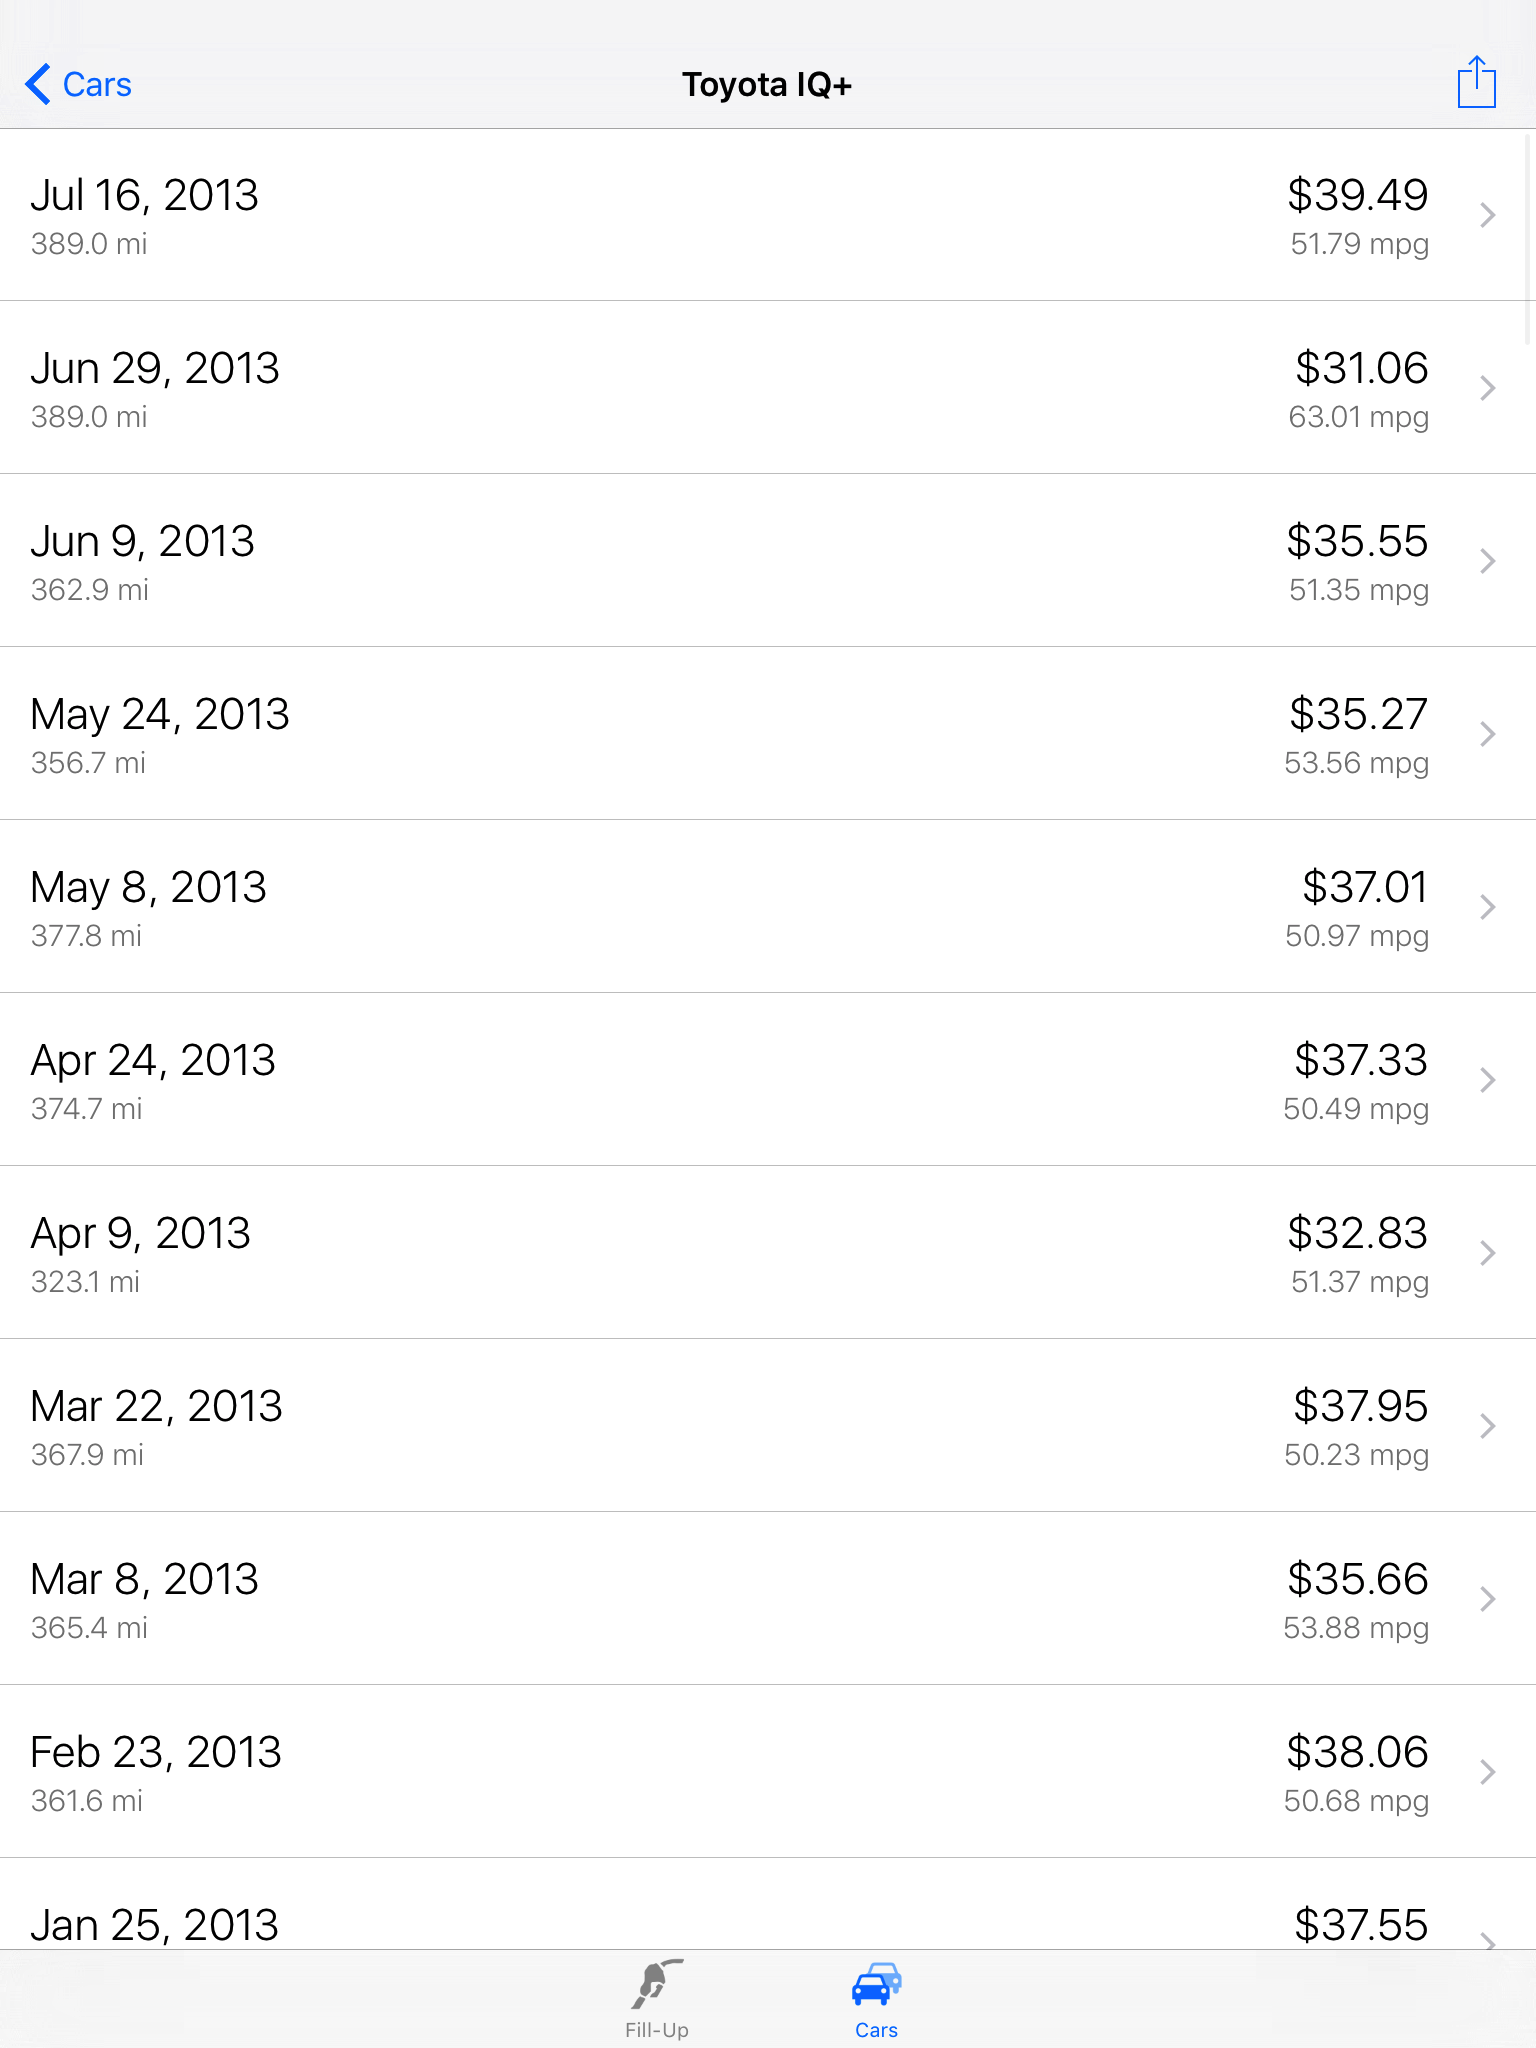 Cars
Toyota IQ+
Jul 16, 2013 $39.49
389.0 mi 51.79 mpg
Jun 29, 2013 $31.06
389.0 mi 63.01 mpg
Jun 9, 2013 $35.55
362.9 mi 51.35 mpg
May 24, 2013 $35.27
356.7 mi 53.56 mpg
May 8, 2013 $37.01
377.8 mi 50.97 mpg
Apr 24, 2013 $37.33
374.7 mi 50.49 mpg
Apr 9, 2013 $32.83
323.1 mi 51.37 mpg
Mar 22, 2013 $37.95
367.9 mi 50.23 mpg
Mar 8, 2013 $35.66
365.4 mi 53.88 mpg
Feb 23, 2013 $38.06
361.6 mi 50.68 mpg
Jan 25, 2013 $37.55
Fill-Up Cars